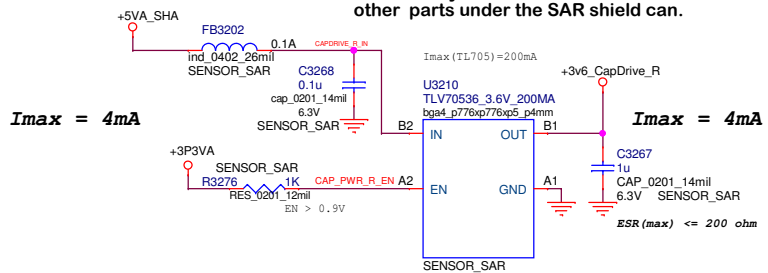 other parts under the SAR shield can.
+5VA_SHA
FB3202
0.1A
CAPDRIVE_R_IN
ind_0402_26mil
SENSOR_SAR
Imax(TL705)=200mA
+3v6_CapDrive_R
C3268
0.1u
cap_0201_14mil
6.3V
SENSOR_SAR
U3210
TLV70536_3.6V_200MA
bga4_p776xp776xp5_p4mm
Imax = 4mA
Imax = 4mA
B2
IN
OUT
B1
+3P3VA
SENSOR_SAR
R3276
1K
CAP_PWR_R_EN
A2
EN
GND
A1
RES_0201_12mil
EN > 0.9V
C3267
1u
CAP_0201_14mil
6.3V SENSOR_SAR
ESR(max) <= 200 ohm
SENSOR_SAR